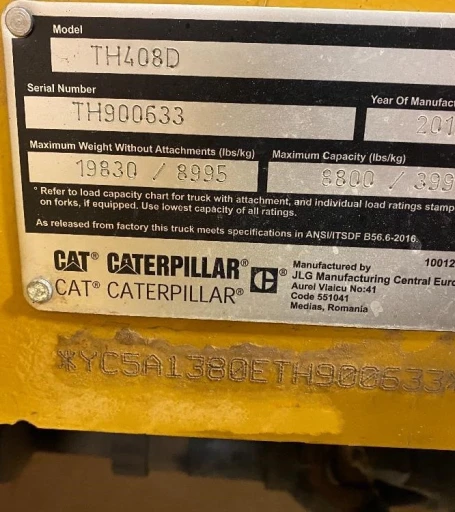 Model
TH408D
Serial Number
TH900633
Year Of Manufac
201
Maximum Weight Without Attachments (lbs/kg)
19830 / 8995
Maximum Capacity (lbs/kg)
8800 / 399
* Refer to load capacity chart for truck with attachment, and individual load ratings stamp
on forks, if equipped. Use lowest capacity of all ratings.
As released from factory this truck meets specifications in ANSI/ITSDF B56.6-2016.
CAT® CATERPILLAR® C®
CAT® CATERPILLAR®
Manufactured by
10012
JLG Manufacturing Central Euro
Aurel Vlaicu No:41
Code 551041
Medias, Romania
*YC5A1380ETH900633*